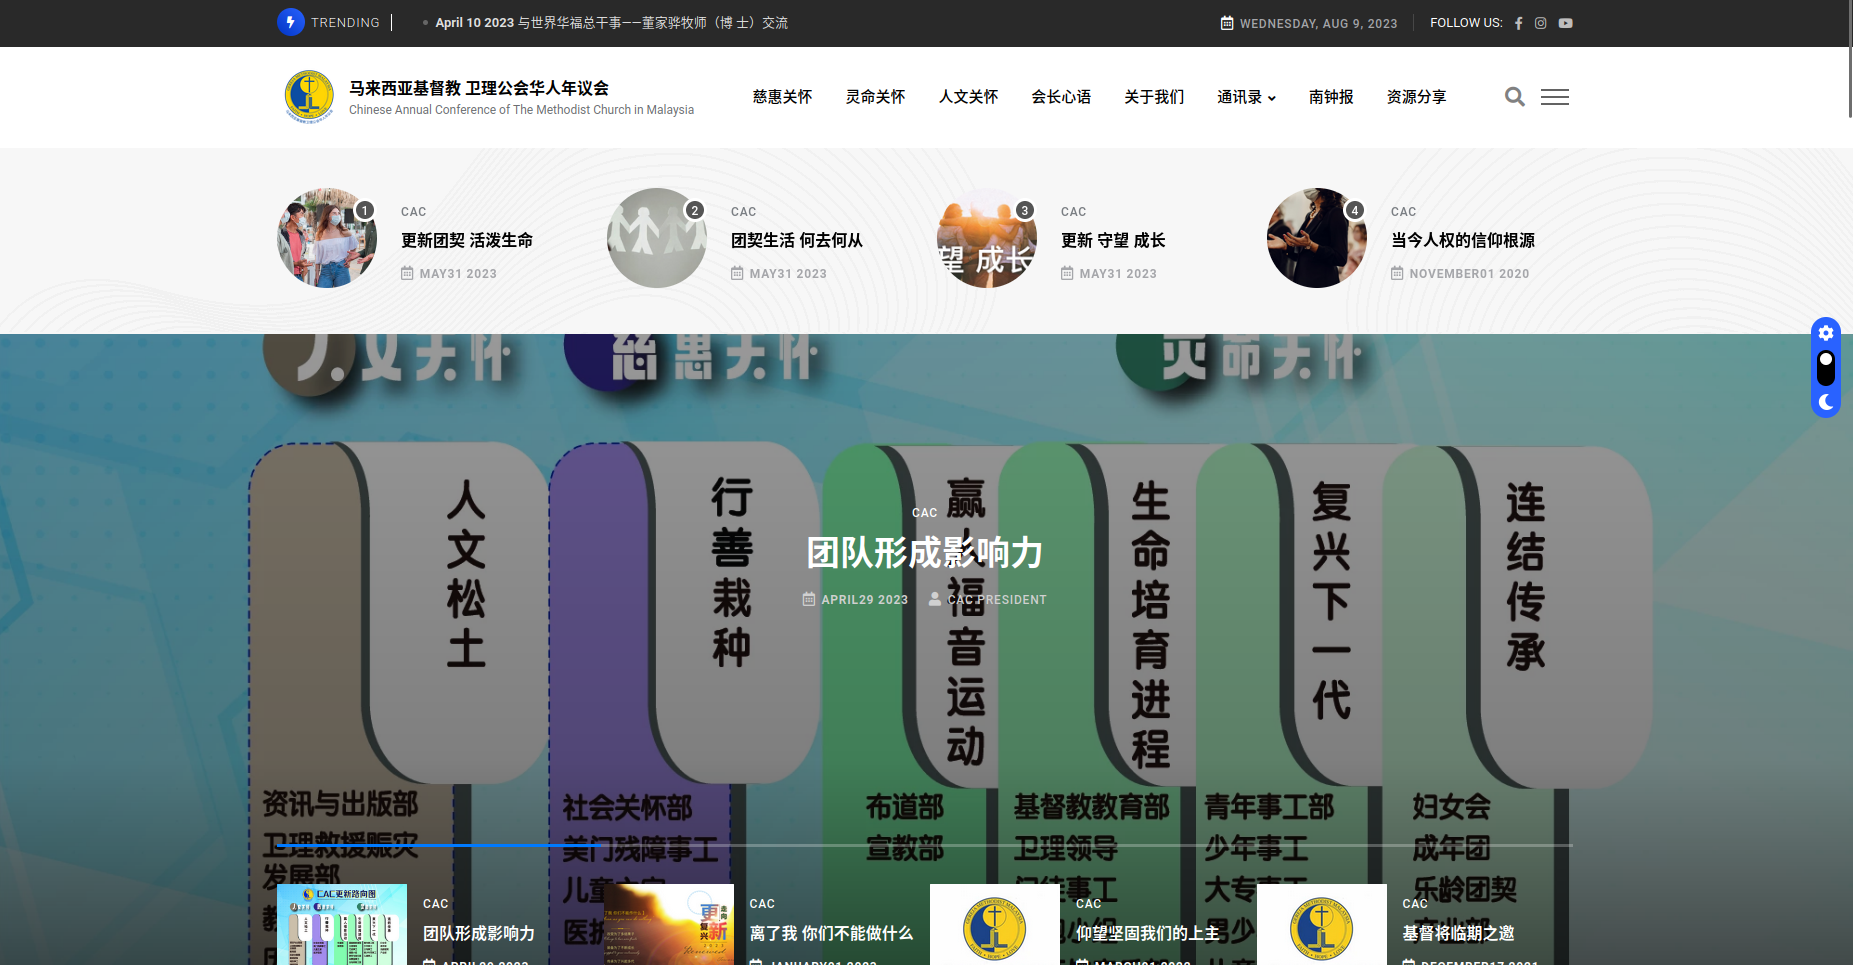 TRENDING
April 10 2023 与世界华福总干事——董家骅牧师（博 士）交流
WEDNESDAY, AUG 9, 2023
FOLLOW US:
马来西亚基督教 卫理公会华人年议会
Chinese Annual Conference of The Methodist Church in Malaysia
慈惠关怀 灵命关怀 人文关怀 会长心语 关于我们 通讯录 南钟报 资源分享
1
CAC
更新团契 活泼生命
MAY31 2023
2
CAC
团契生活 何去何从
MAY31 2023
3
望 成长
CAC
更新 守望 成长
MAY31 2023
4
CAC
当今人权的信仰根源
NOVEMBER01 2020
人文关怀
慈惠关怀
灵命关怀
人文松土
行善栽种
赢人福音运动
生命培育进程
复兴下一代
连结传承
CAC
团队形成影响力
APRIL29 2023
CAC PRESIDENT
资讯与出版部
卫理救援赈灾
发展部
社会关怀部
美门残障事工
布道部
宣教部
基督教教育部
卫理领导
青年事工部
少年事工
大专事工
妇女会
成年团
乐龄团契
CAC更新路向图
CAC
团队形成影响力
APRIL29 2023
更新
CAC
离了我 你们不能做什么
JANUARY01 2023
CAC
仰望坚固我们的上主
MARCH01 2022
CAC
基督将临期之邀
DECEMBER17 2021